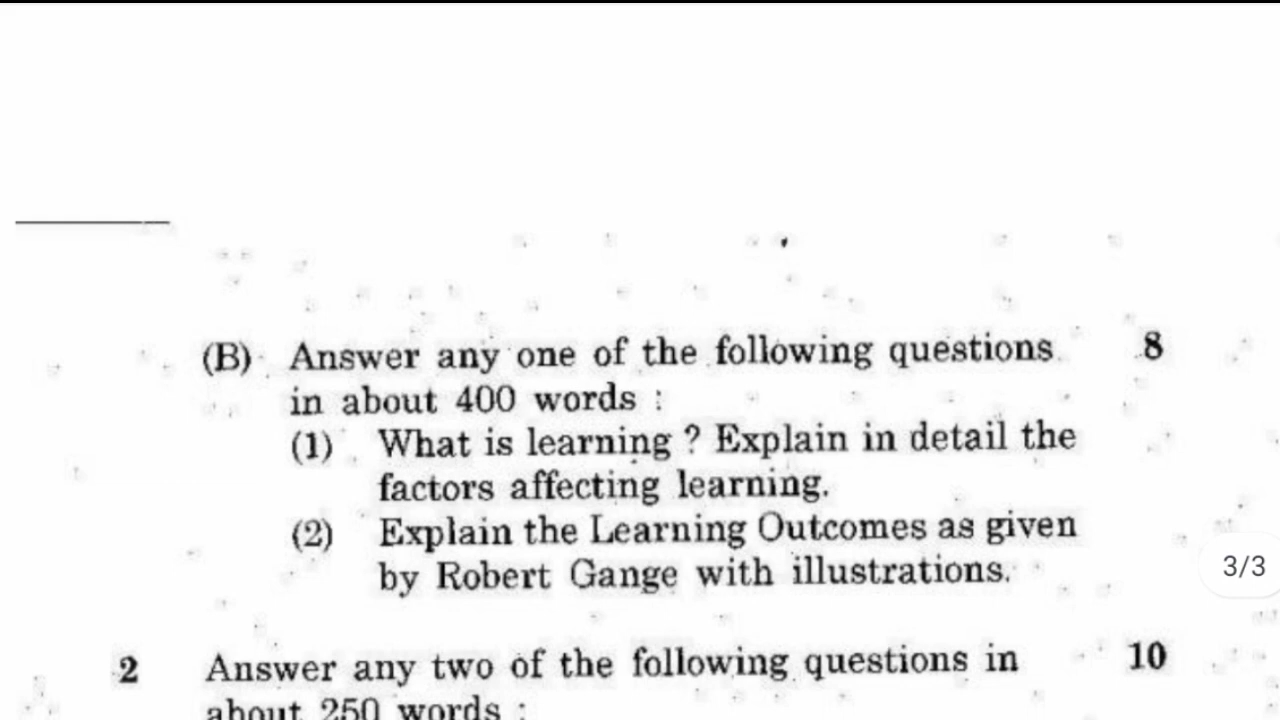 (B) Answer any one of the following questions 8
in about 400 words :
(1) What is learning ? Explain in detail the
factors affecting learning.
(2) Explain the Learning Outcomes as given
by Robert Gange with illustrations.
3/3
2 Answer any two of the following questions in 10
about 250 words :